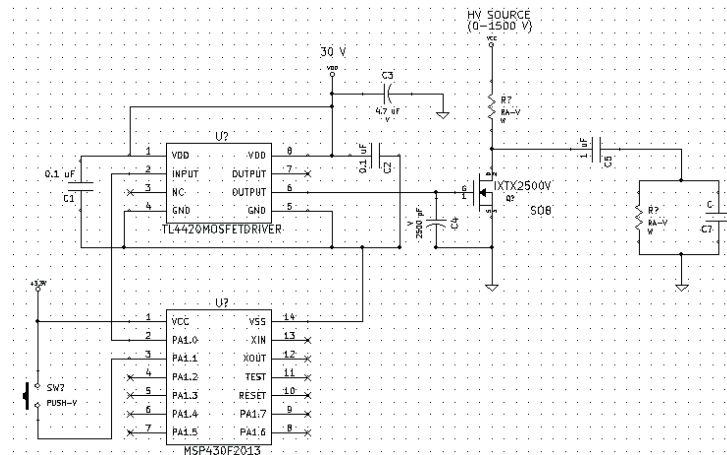 HV SOURCE
(0-1500 V)
VCC
30 V
VDD
C3
4.7 uF
V
R?
RA-V
W
U?
0.1 uF
C1
1 VDD VDD 8
2 INPUT OUTPUT 7
3 NC OUTPUT 6
4 GND GND 5
TL4420MOSFETDRIVER
0.1 uF
C2
1 uF
C5
D
2
G
1
S
3
IXTX2500V
Q?
SO8
V
2500 pF
C4
R?
RA-V
W
C
C7
+3.3V
U?
1 VCC VSS 14
2 PA1.0 XIN 13
3 PA1.1 XOUT 12
4 PA1.2 TEST 11
5 PA1.3 RESET 10
6 PA1.4 PA1.7 9
7 PA1.5 PA1.6 8
MSP430F2013
SW?
PUSH-V